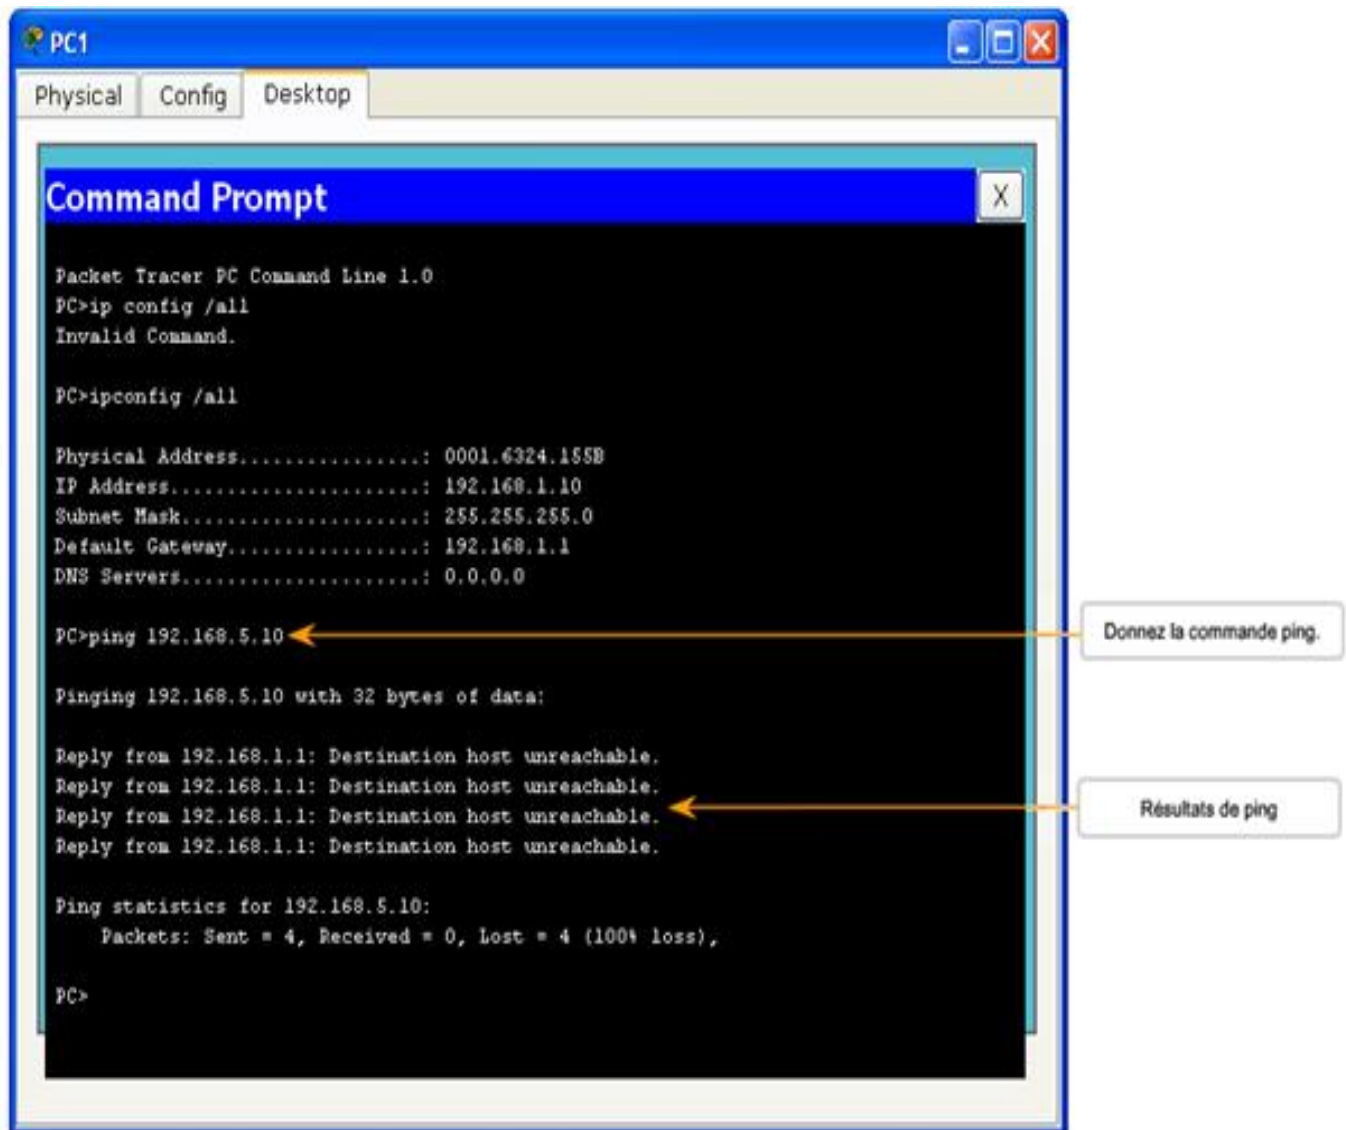 PC1
Physical Config Desktop
Command Prompt
X
Packet Tracer PC Command Line 1.0
PC>ip config /all
Invalid Command.
PC>ipconfig /all
Physical Address................: 0001.6324.155B
IP Address......................: 192.168.1.10
Subnet Mask.....................: 255.255.255.0
Default Gateway.................: 192.168.1.1
DNS Servers.....................: 0.0.0.0
PC>ping 192.168.5.10
Donnez la commande ping.
Pinging 192.168.5.10 with 32 bytes of data:
Reply from 192.168.1.1: Destination host unreachable.
Reply from 192.168.1.1: Destination host unreachable.
Reply from 192.168.1.1: Destination host unreachable.
Résultats de ping
Reply from 192.168.1.1: Destination host unreachable.
Ping statistics for 192.168.5.10:
Packets: Sent = 4, Received = 0, Lost = 4 (100% loss),
PC>